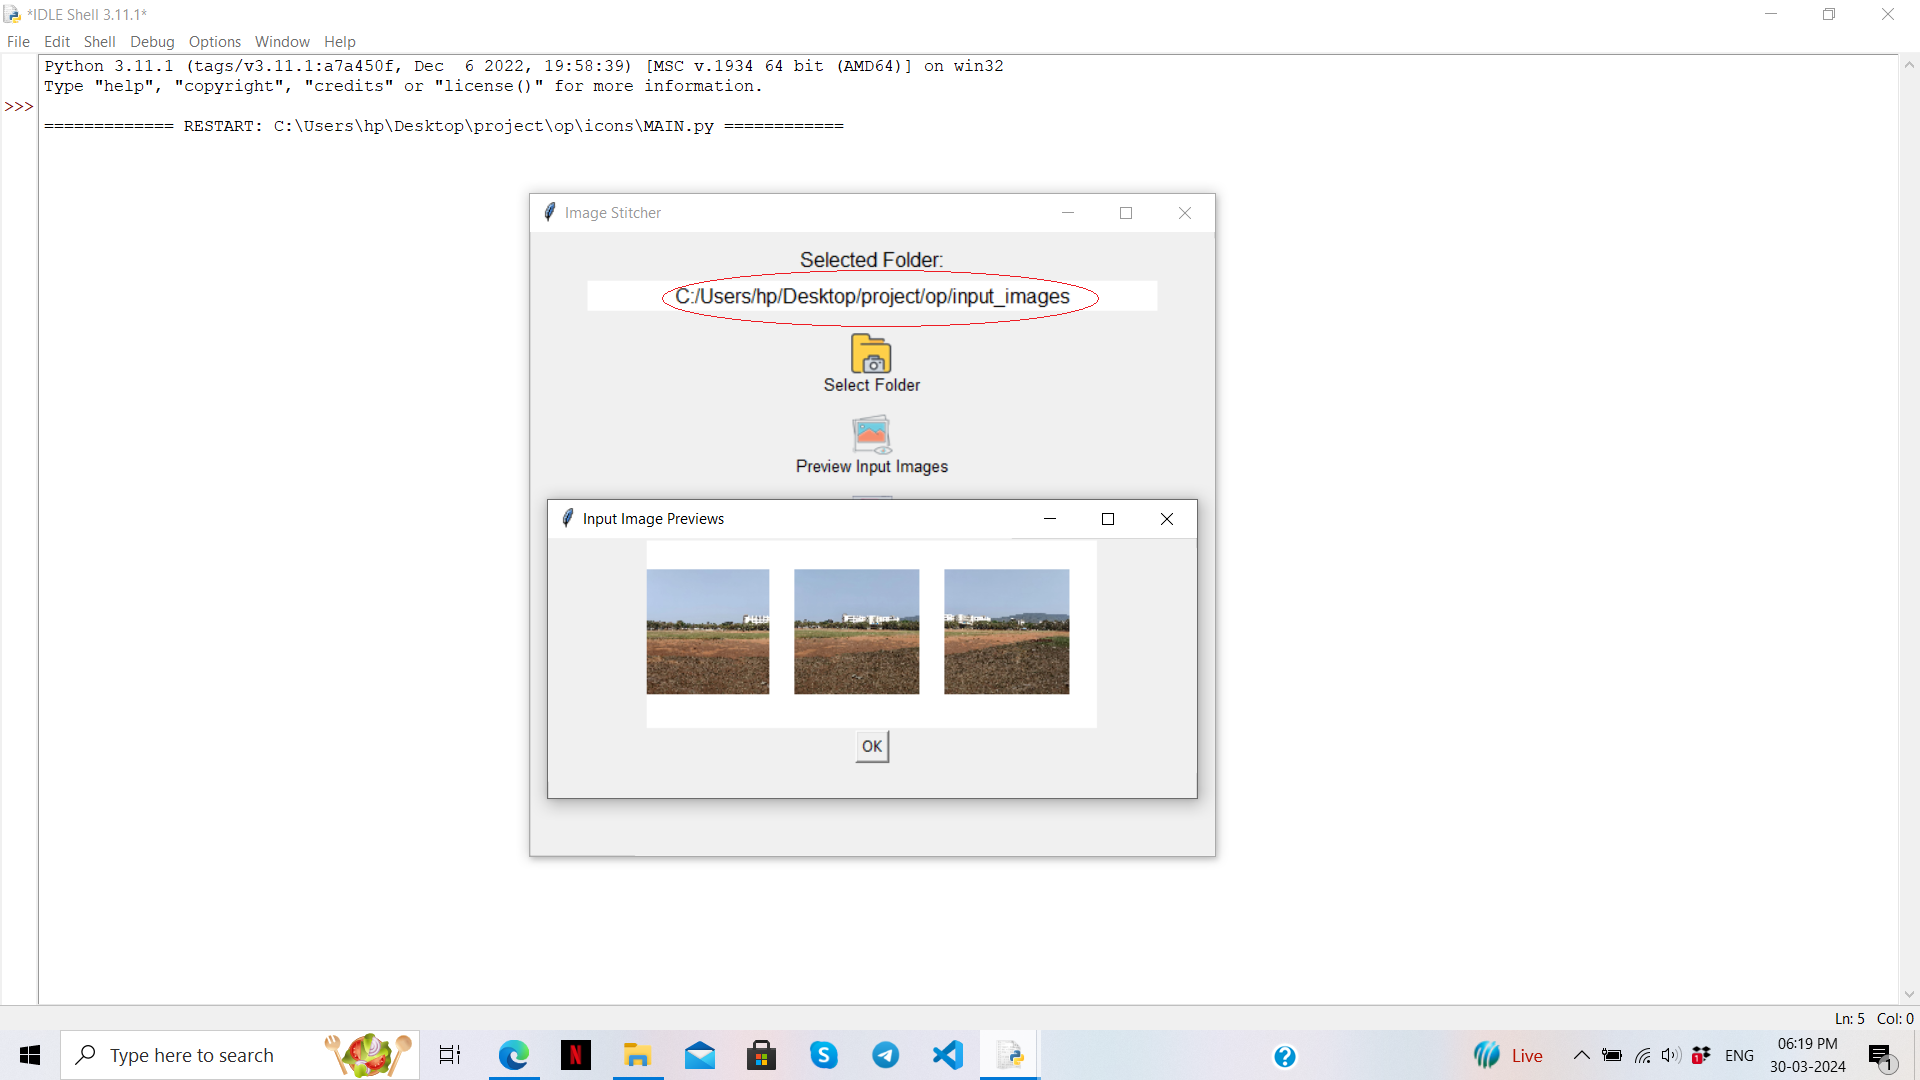 *IDLE Shell 3.11.1*
File Edit Shell Debug Options Window Help
Python 3.11.1 (tags/v3.11.1:a7a450f, Dec  6 2022, 19:58:39) [MSC v.1934 64 bit (AMD64)] on win32
Type "help", "copyright", "credits" or "license()" for more information.
>>>
============= RESTART: C:\Users\hp\Desktop\project\op\icons\MAIN.py ============
Image Stitcher
Selected Folder:
C:/Users/hp/Desktop/project/op/input_images
Select Folder
Preview Input Images
Input Image Previews
OK
Ln: 5 Col: 0
Type here to search
N
S
?
Live
1
ENG
06:19 PM
30-03-2024
1